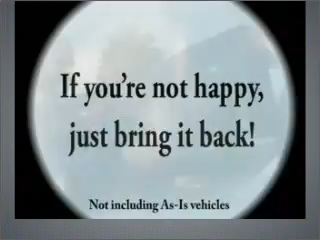 If you're not happy,
just bring it back!
Not including As-Is vehicles